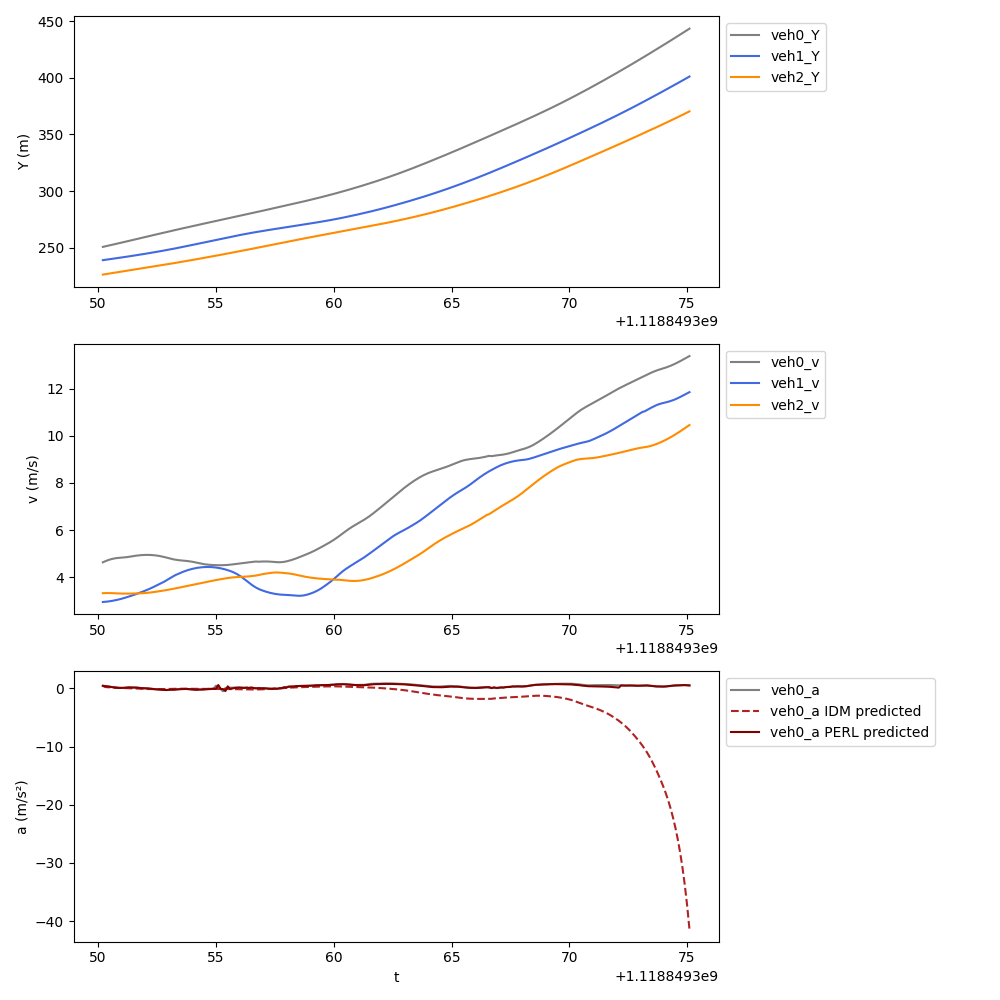 450
400
350
300
250
Y (m)
50 55 60 65 70 75
+1.1188493e9
veh0_Y
veh1_Y
veh2_Y
12
10
8
6
4
v (m/s)
50 55 60 65 70 75
+1.1188493e9
veh0_v
veh1_v
veh2_v
0
−10
−20
−30
−40
a (m/s²)
50 55 60 65 70 75
t
+1.1188493e9
veh0_a
veh0_a IDM predicted
veh0_a PERL predicted